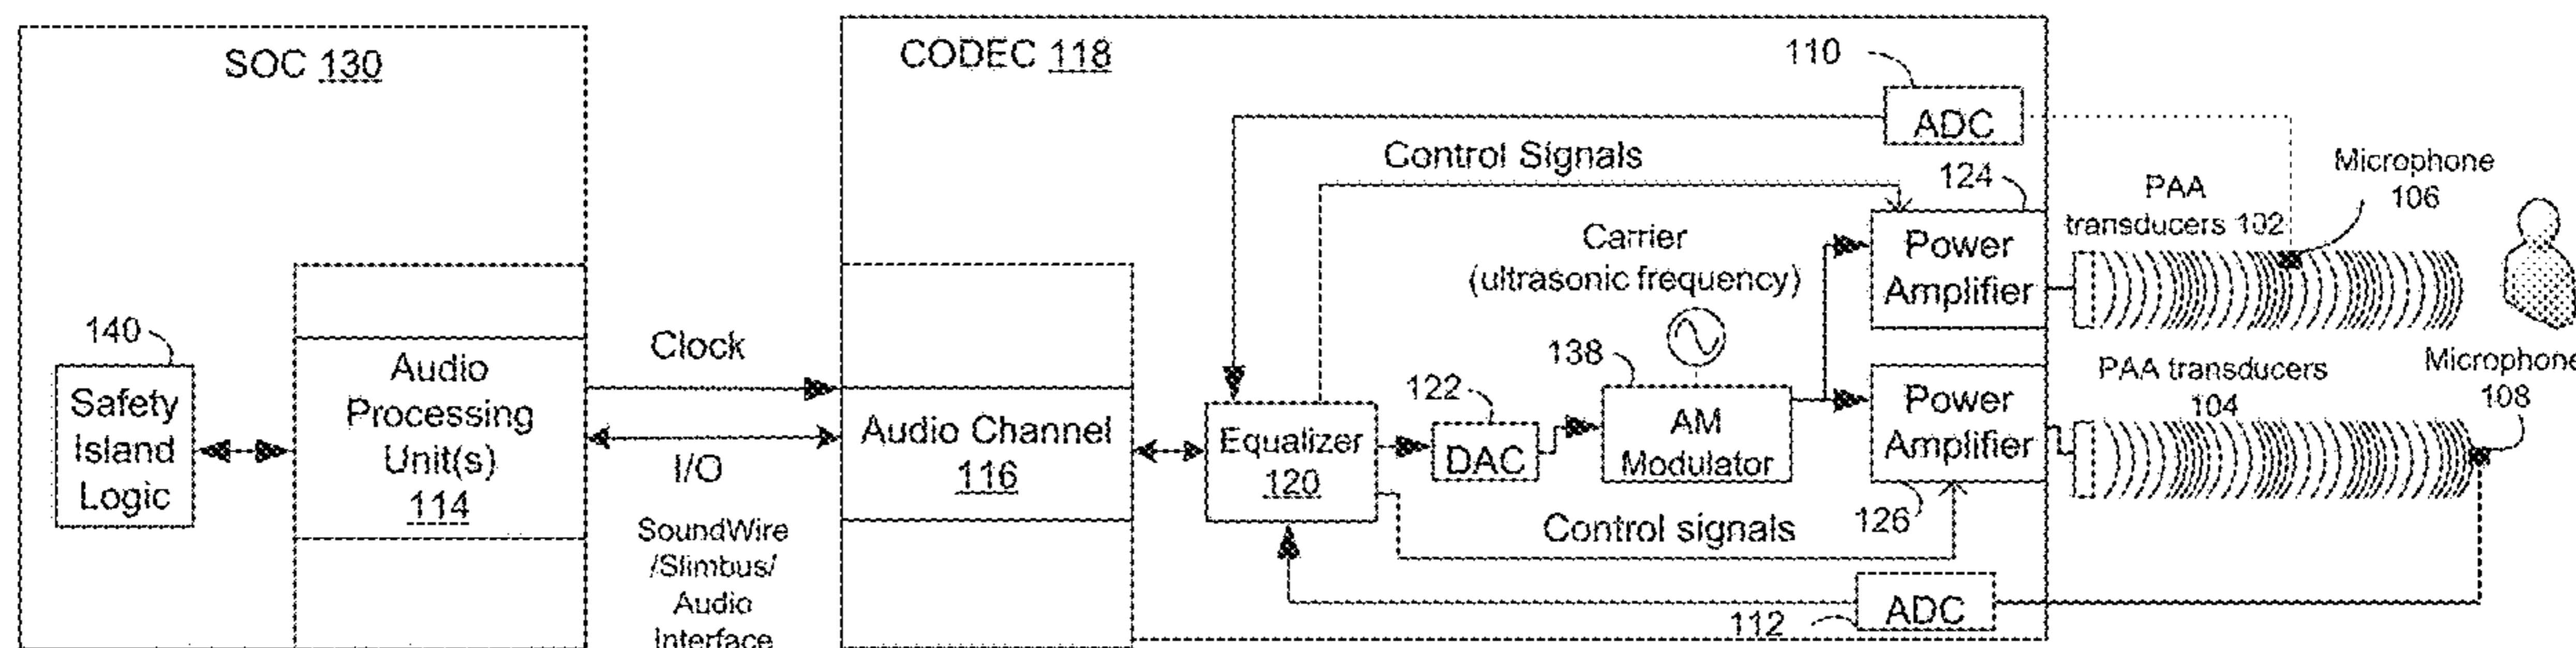 SOC 130
140
Safety
Island
Logic
Audio
Processing
Unit(s)
114
Clock
I/O
SoundWire
/Slimbus/
Audio
Interface
CODEC 118
Audio Channel
116
Equalizer
120
Control Signals
122
DAC
Carrier
(ultrasonic frequency)
138
AM
Modulator
Control signals
110
ADC
124
Power
Amplifier
Power
Amplifier
126
112
ADC
PAA
transducers 102
Microphone
106
PAA transducers
104
Microphone
108